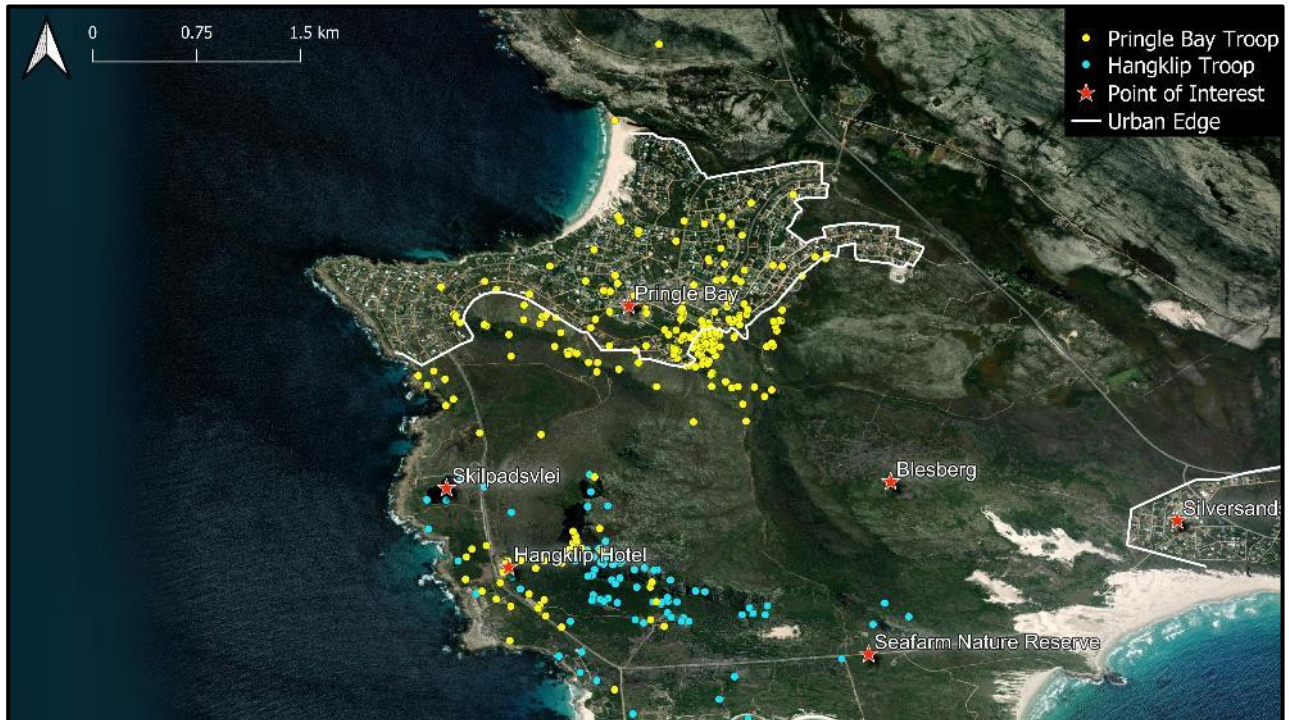 0
0.75
1.5 km
Pringle Bay Troop
Hangklip Troop
Point of Interest
Urban Edge
Pringle Bay
Skilpadsvlei
Blesberg
Silversands
Hangklip Hotel
Seafarm Nature Reserve